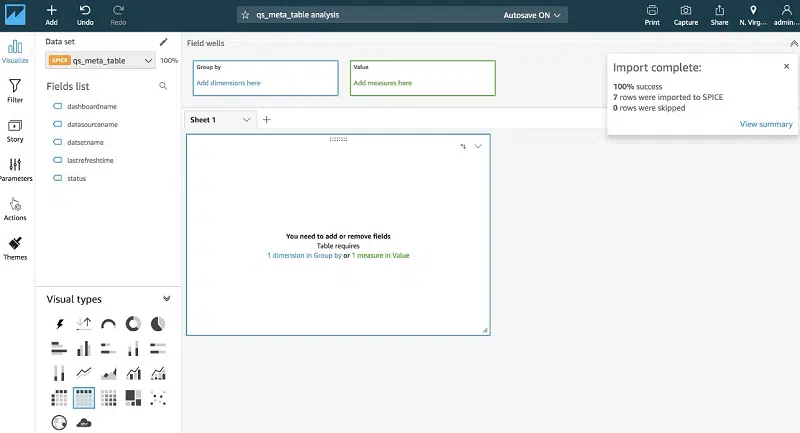 Add
Undo
Redo
qs_meta_table analysis
Autosave ON
Print
Capture
Share
N. Virg...
admin...
Visualize
Filter
Story
Parameters
Actions
Themes
Data set
SPICE qs_meta_table 100%
Fields list
dashboardname
datasourcename
datsetname
lastrefreshtime
status
Visual types
Field wells
Group by
Add dimensions here
Value
Add measures here
Sheet 1
You need to add or remove fields
Table requires
1 dimension in Group by or 1 measure in Value
Import complete:
100% success
7 rows were imported to SPICE
0 rows were skipped
View summary